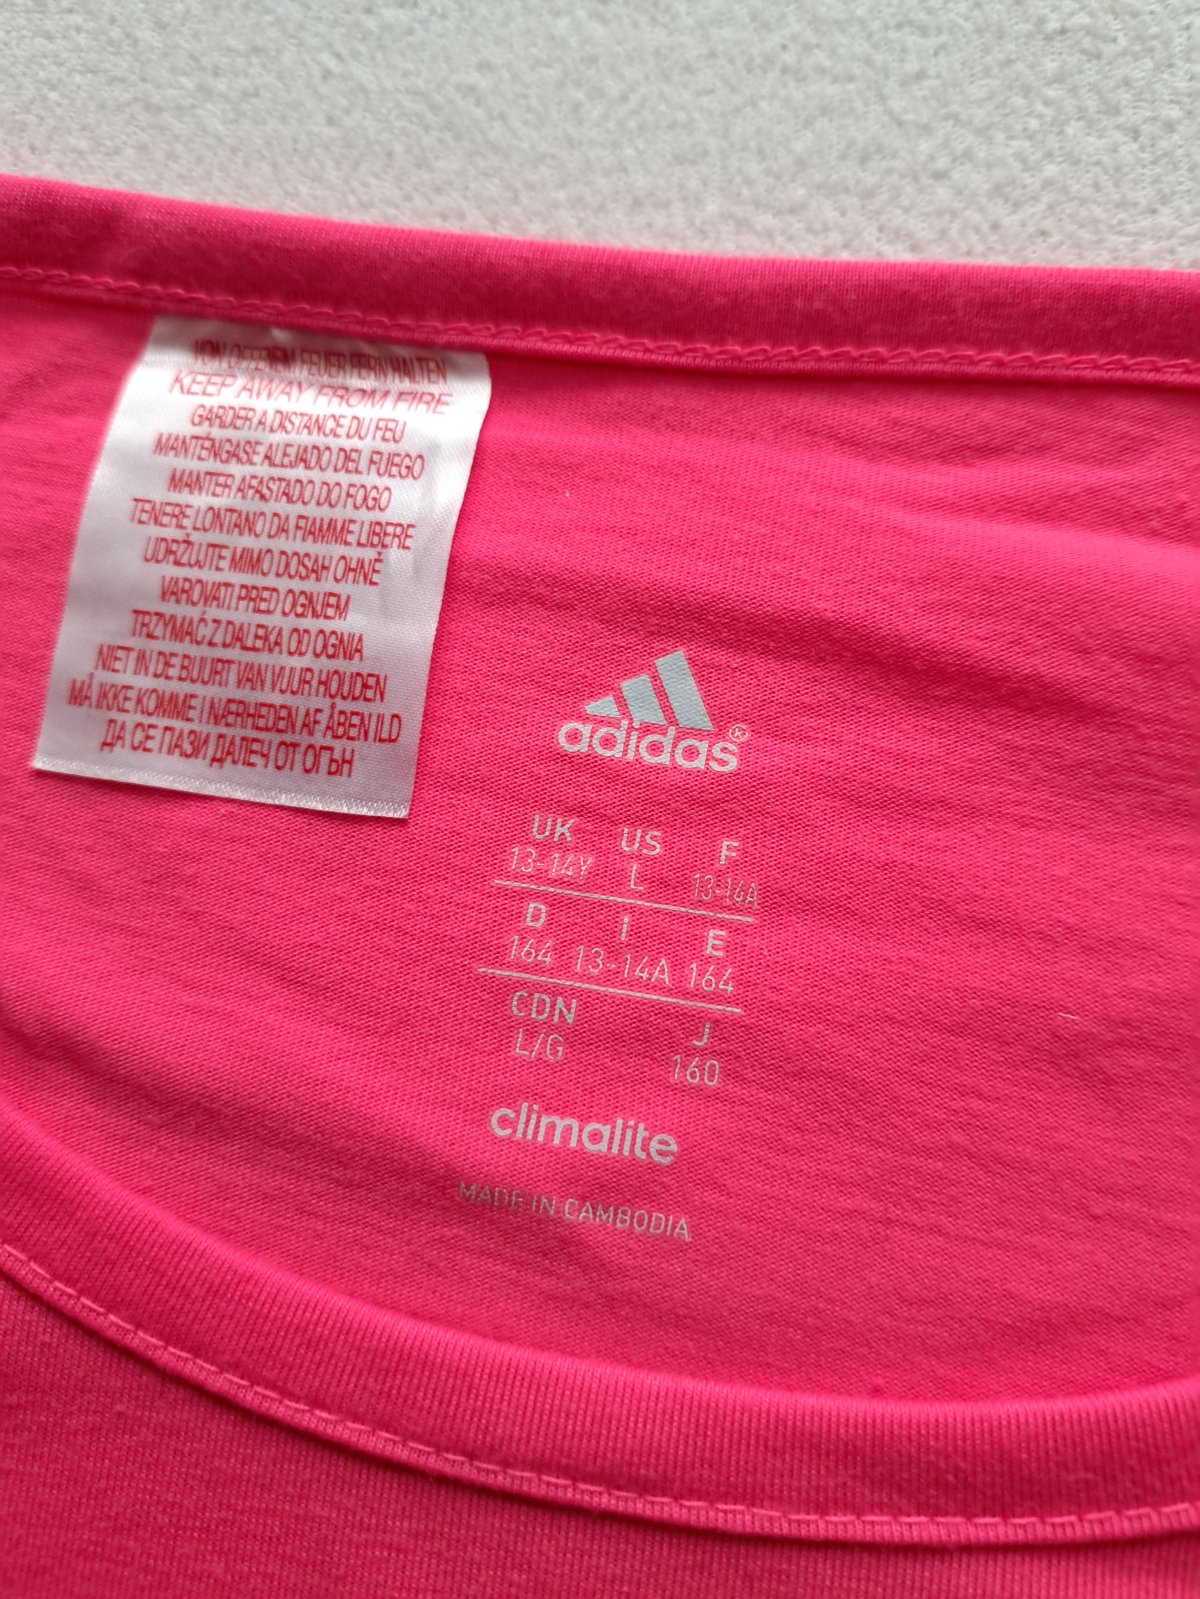 VON OFFENEM FEUER FERN HALTEN
KEEP AWAY FROM FIRE
GARDER A DISTANCE DU FEU
MANTÉNGASE ALEJADO DEL FUEGO
MANTER AFASTADO DO FOGO
TENERE LONTANO DA FIAMME LIBERE
UDRŽUJTE MIMO DOSAH OHNĚ
VAROVATI PRED OGNJEM
TRZYMAĆ Z DALEKA OD OGNIA
NIET IN DE BUURT VAN VUUR HOUDEN
MÅ IKKE KOMME I NÆRHEDEN AF ÅBEN ILD
ДА СЕ ПАЗИ ДАЛЕЧ ОТ ОГЪН
adidas®
UK US F
13-14Y L 13-14A
D I E
164 13-14A 164
CDN J
L/G 160
climalite
MADE IN CAMBODIA